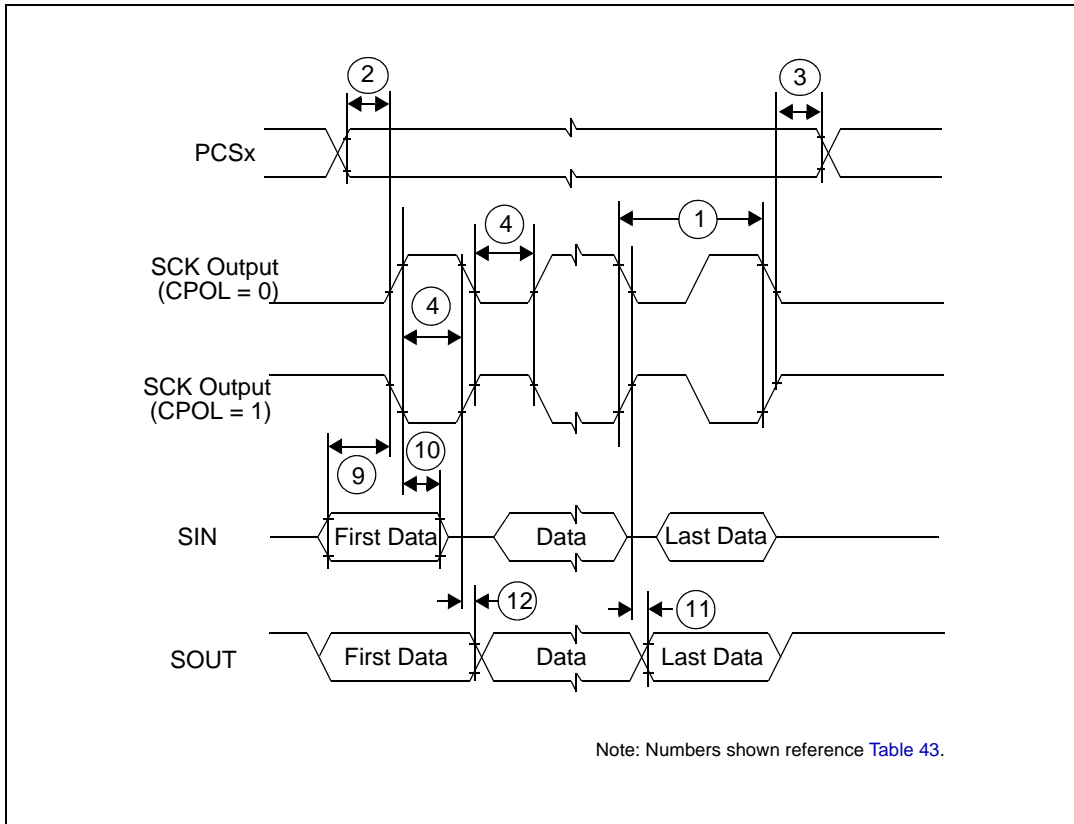 2
3
PCSx
4
1
SCK Output
(CPOL = 0)
4
SCK Output
(CPOL = 1)
9
10
SIN
First Data
Data
Last Data
12
11
SOUT
First Data
Data
Last Data
Note: Numbers shown reference Table 43.